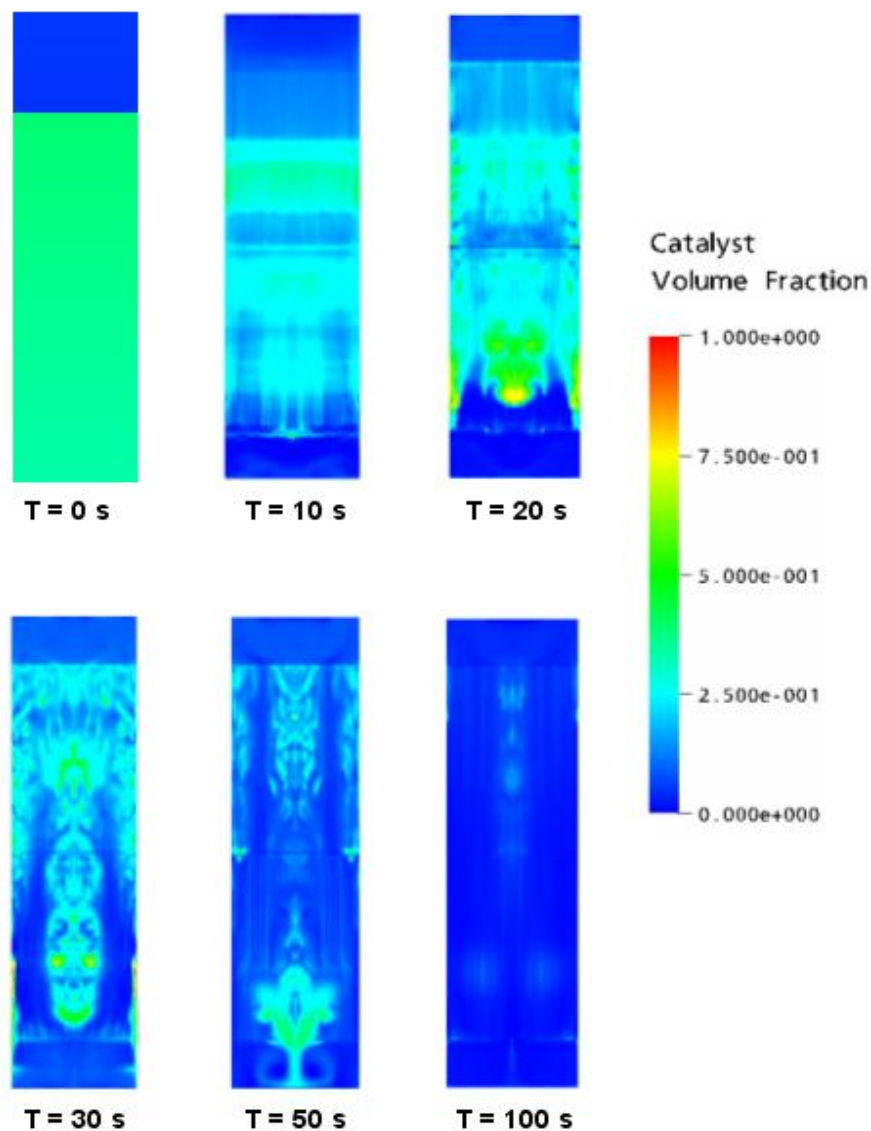 T = 0 s
T = 10 s
T = 20 s
Catalyst
Volume Fraction
1.000e+000
7.500e-001
5.000e-001
2.500e-001
0.000e+000
T = 30 s
T = 50 s
T = 100 s